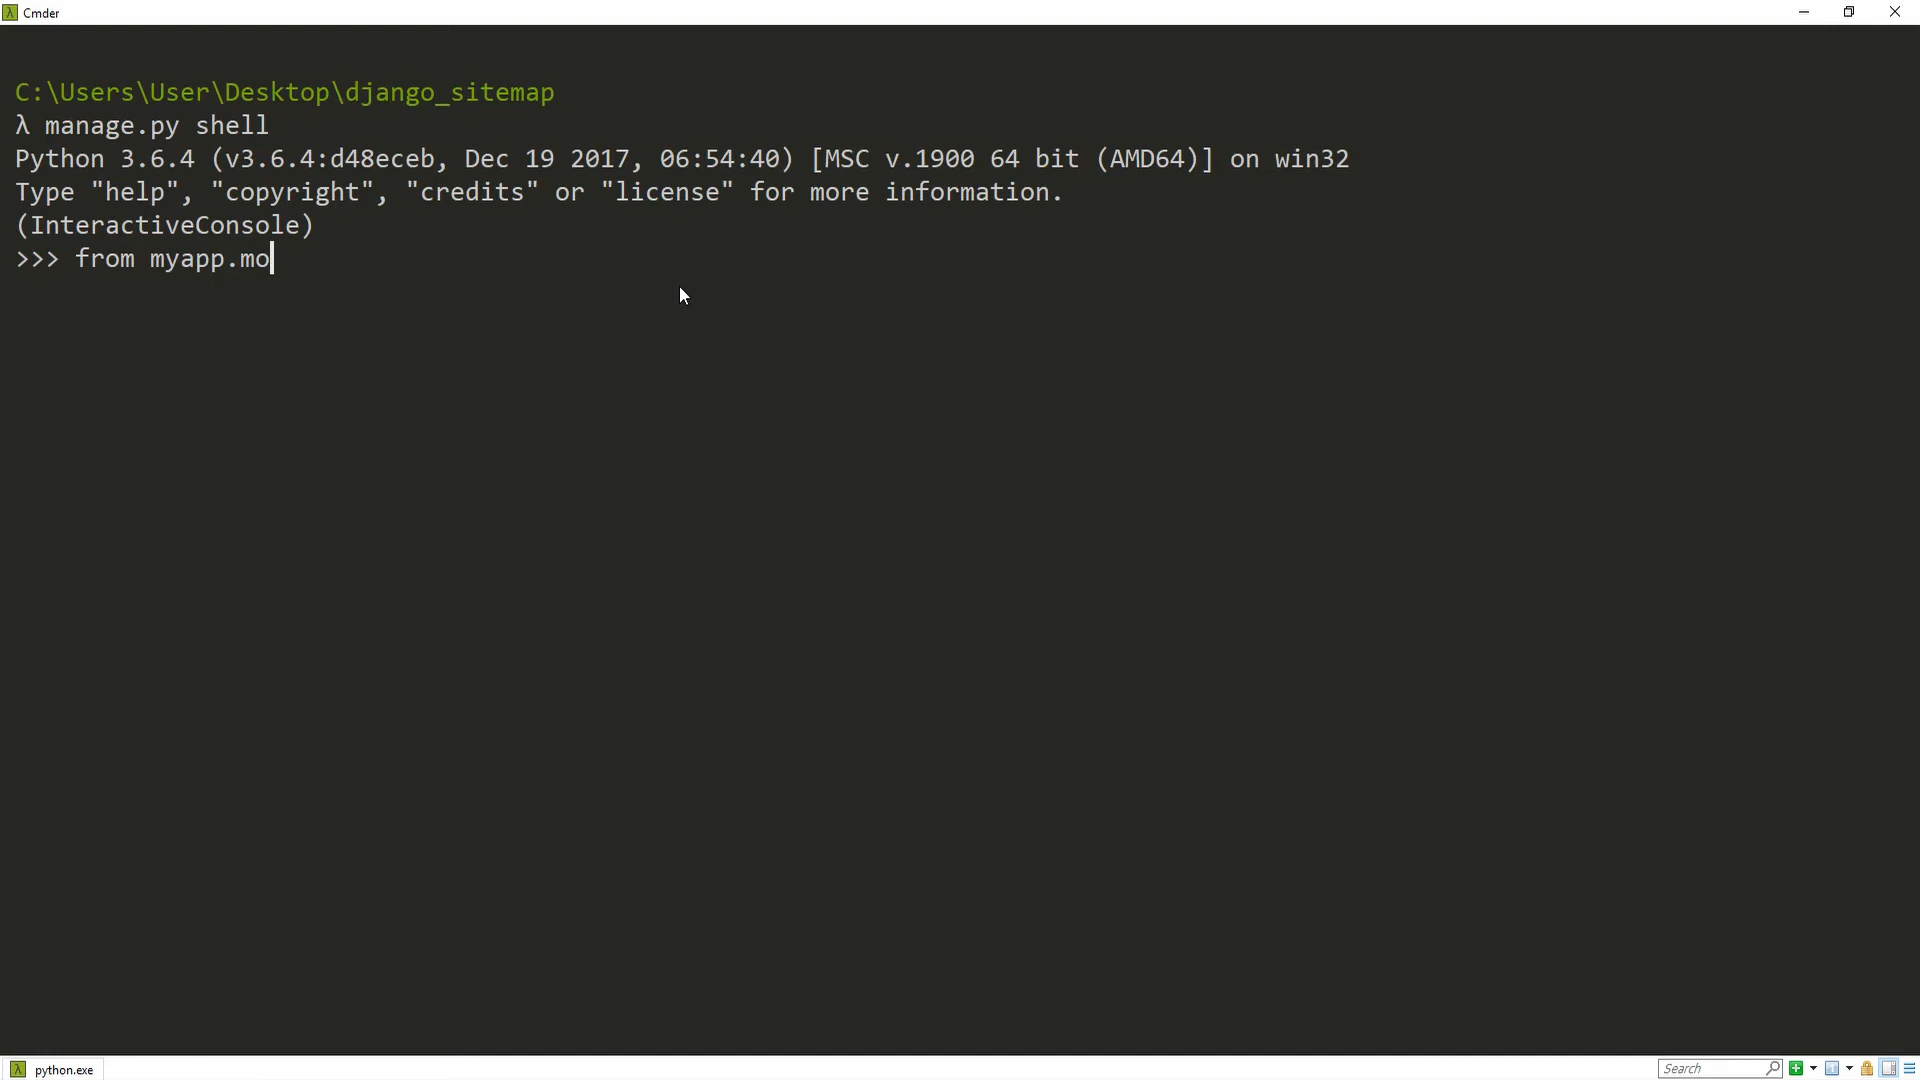 Cmder
C:\Users\User\Desktop\django_sitemap
λ manage.py shell
Python 3.6.4 (v3.6.4:d48eceb, Dec 19 2017, 06:54:40) [MSC v.1900 64 bit (AMD64)] on win32
Type "help", "copyright", "credits" or "license" for more information.
(InteractiveConsole)
>>> from myapp.mo
python.exe
Search